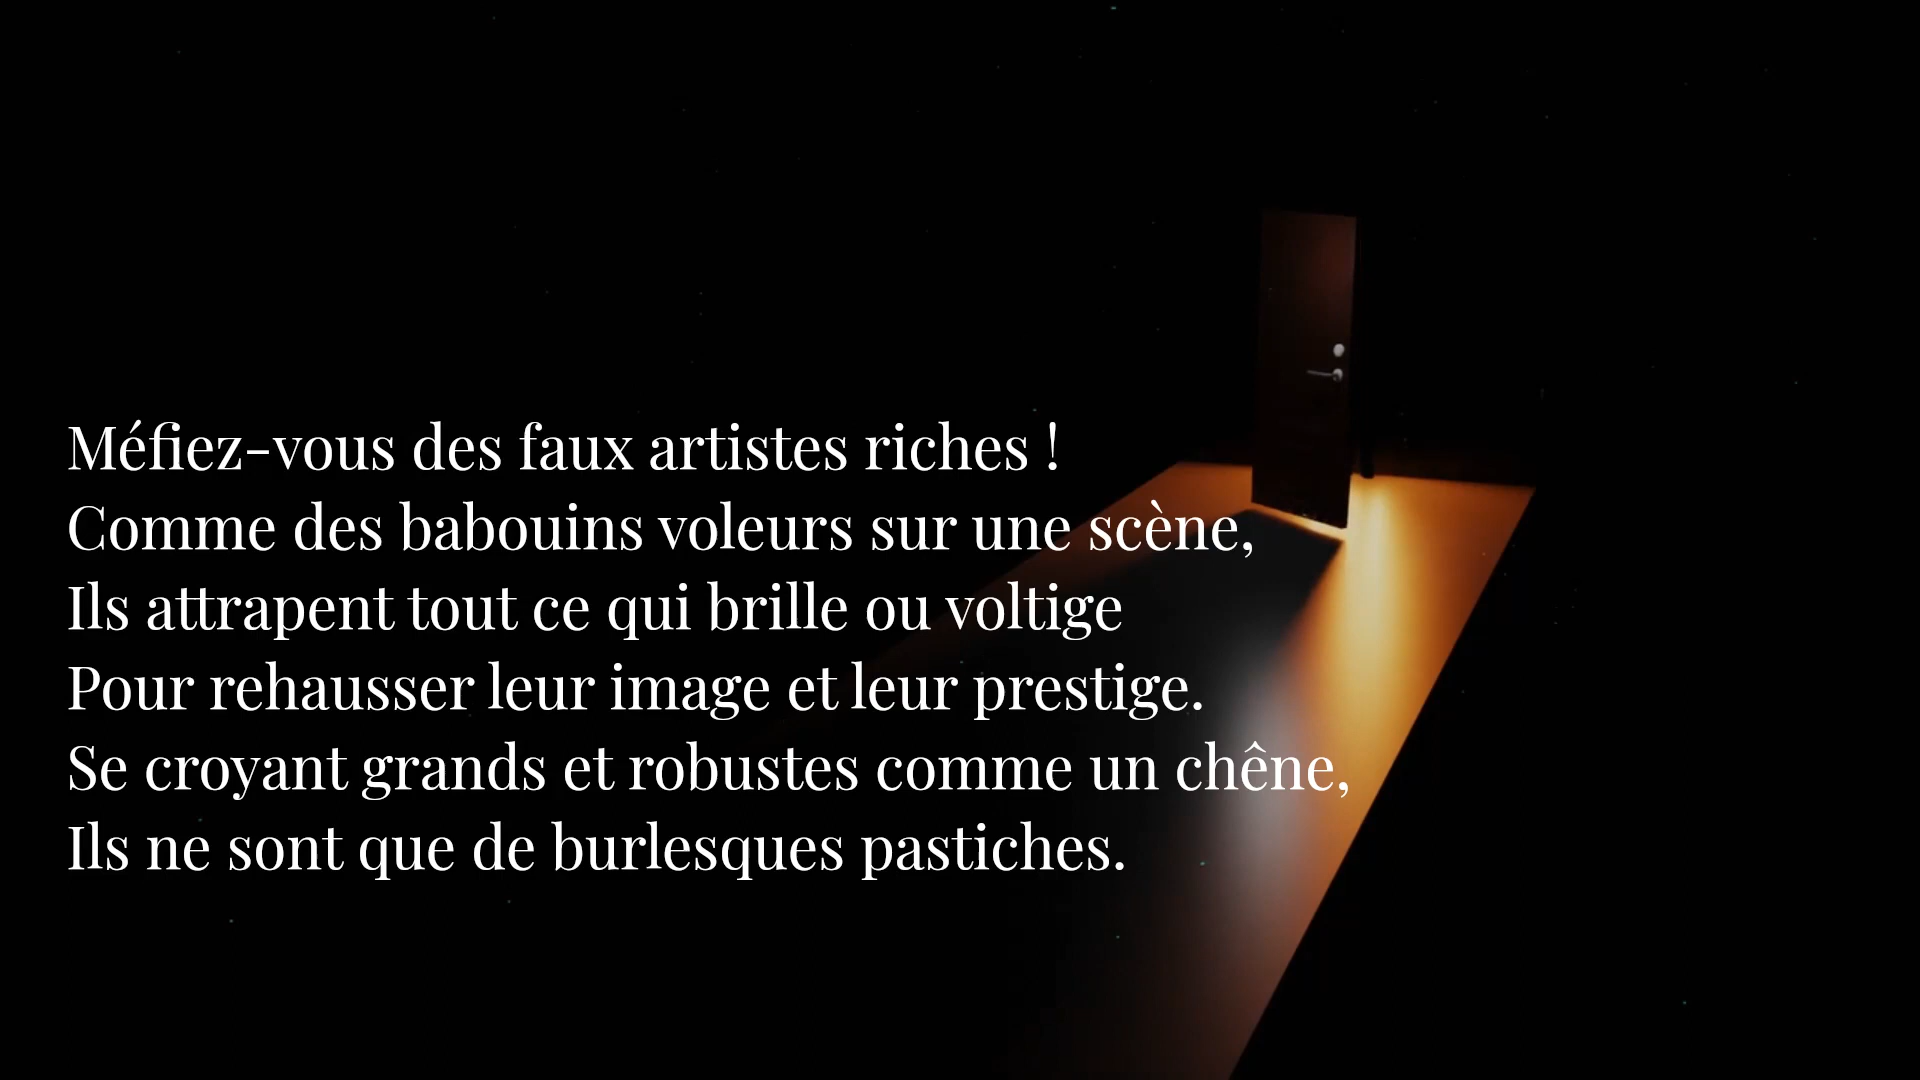 Méfiez-vous des faux artistes riches !
Comme des babouins voleurs sur une scène,
Ils attrapent tout ce qui brille ou voltige
Pour rehausser leur image et leur prestige.
Se croyant grands et robustes comme un chêne,
Ils ne sont que de burlesques pastiches.